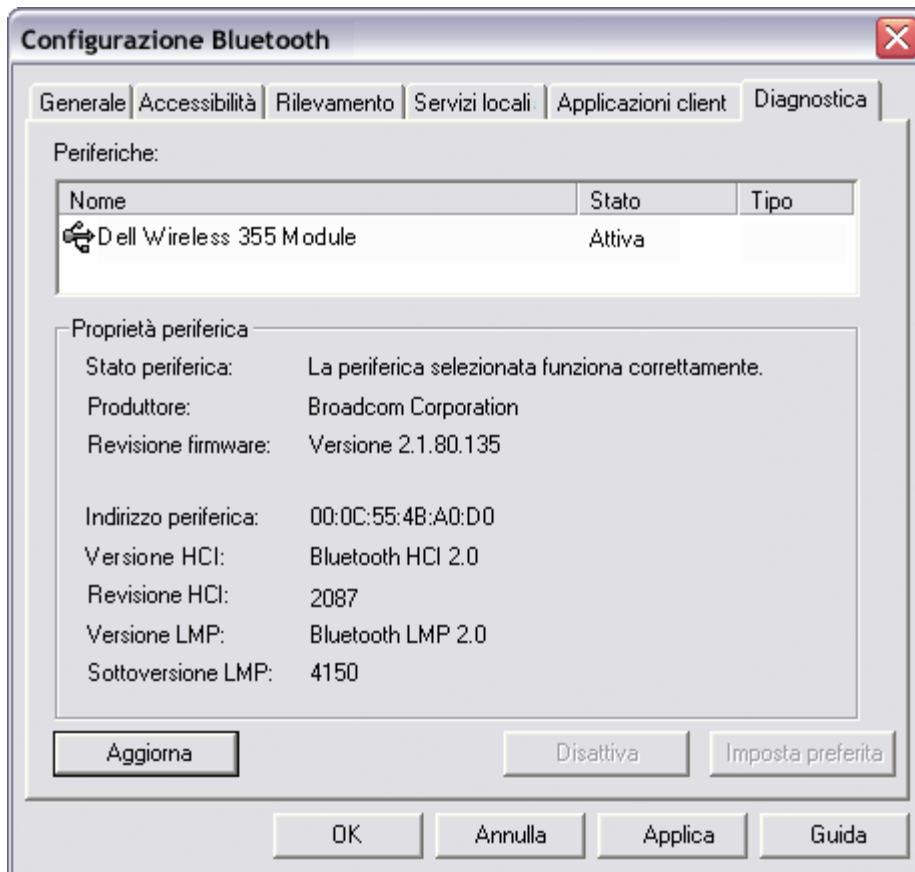 Configurazione Bluetooth
Generale Accessibilità Rilevamento Servizi locali Applicazioni client Diagnostica
Periferiche:
Nome Stato Tipo
Dell Wireless 355 Module Attiva
Proprietà periferica
Stato periferica: La periferica selezionata funziona correttamente.
Produttore: Broadcom Corporation
Revisione firmware: Versione 2.1.80.135
Indirizzo periferica: 00:0C:55:4B:A0:D0
Versione HCI: Bluetooth HCI 2.0
Revisione HCI: 2087
Versione LMP: Bluetooth LMP 2.0
Sottoversione LMP: 4150
Aggiorna Disattiva Imposta preferita
OK Annulla Applica Guida